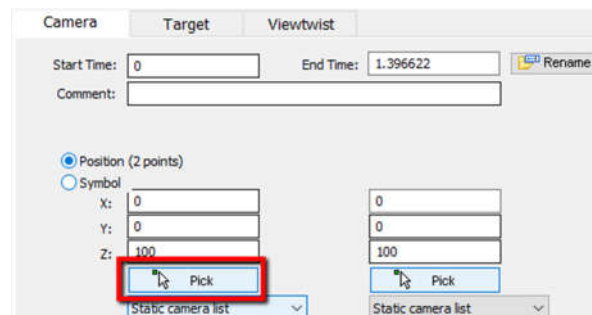 Camera Target Viewtwist
Start Time: 0 End Time: 1.396622 Rename
Comment:
Position (2 points)
Symbol
X: 0 0
Y: 0 0
Z: 100 100
Pick Pick
Static camera list Static camera list